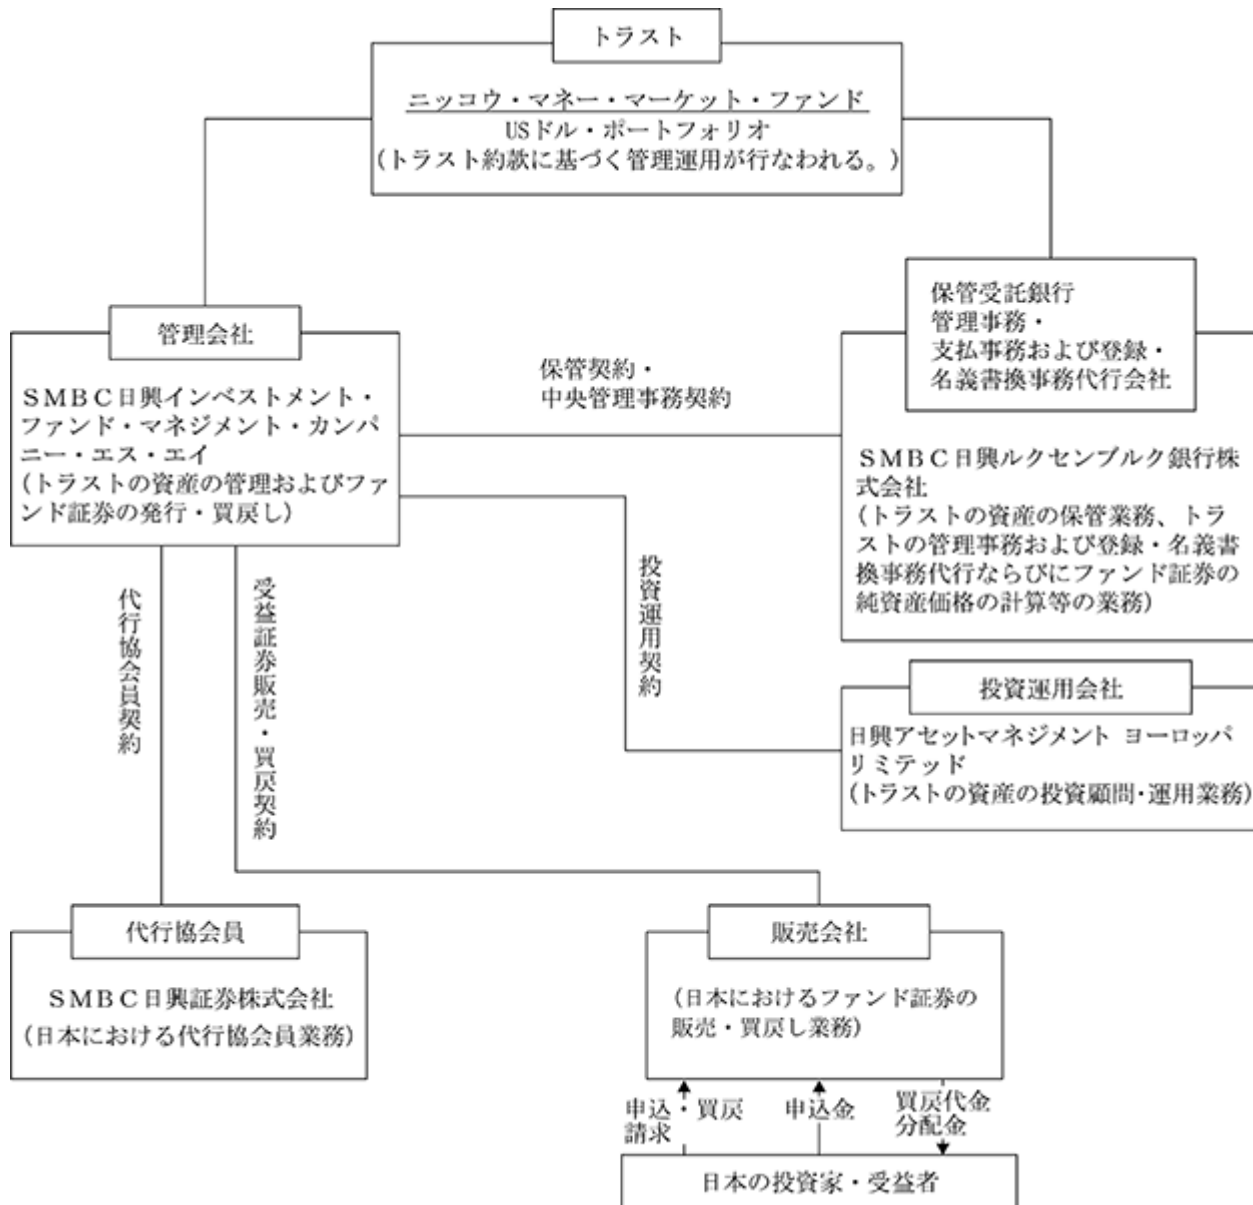 トラスト
ニッコウ・マネー・マーケット・ファンド
USドル・ポートフォリオ
(トラスト約款に基づく管理運用が行なわれる。)
保管受託銀行
管理事務・
支払事務および登録・
名義書換事務代行会社
管理会社
SMBC日興インベストメント・
ファンド・マネジメント・カンパ
ニー・エス・エイ
(トラストの資産の管理およびファ
ンド証券の発行・買戻し)
保管契約・
中央管理事務契約
SMBC日興ルクセンブルク銀行株
式会社
(トラストの資産の保管業務、トラ
ストの管理事務および登録・名義書
換事務代行ならびにファンド証券の
純資産価格の計算等の業務)
代行協会員契約
受益証券販売・買戻契約
投資運用契約
投資運用会社
日興アセットマネジメント ヨーロッパ
リミテッド
(トラストの資産の投資顧問・運用業務)
代行協会員
SMBC日興証券株式会社
(日本における代行協会員業務)
販売会社
(日本におけるファンド証券の
販売・買戻し業務)
申込・買戻
請求
申込金
買戻代金
分配金
日本の投資家・受益者